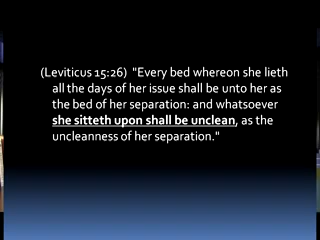 (Leviticus 15:26) "Every bed whereon she lieth
all the days of her issue shall be unto her as
the bed of her separation: and whatsoever
she sitteth upon shall be unclean, as the
uncleanness of her separation."